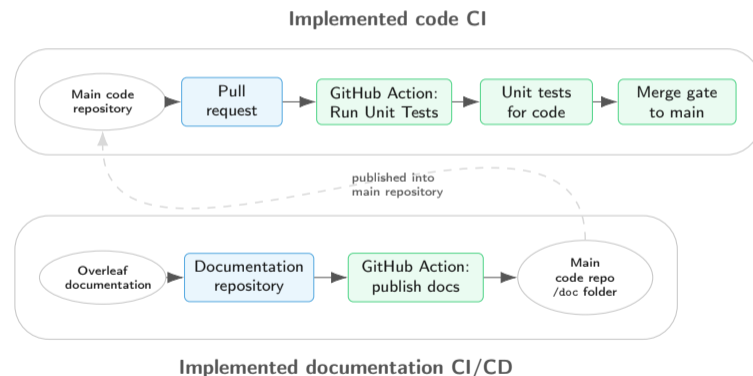 Implemented code CI
Main code
repository
Pull
request
GitHub Action:
Run Unit Tests
Unit tests
for code
Merge gate
to main
published into
main repository
Overleaf
documentation
Documentation
repository
GitHub Action:
publish docs
Main
code repo
/doc folder
Implemented documentation CI/CD